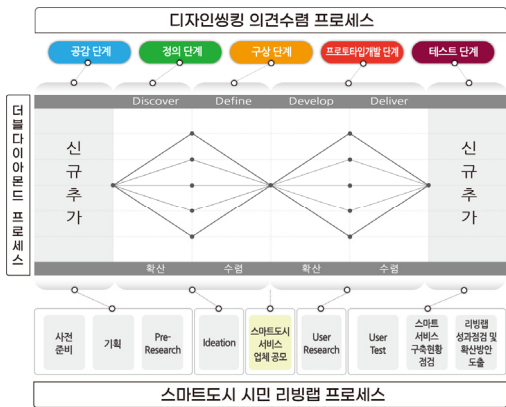 디자인씽킹 의견수렴 프로세스
공감 단계
정의 단계
구상 단계
프로토타입개발 단계
테스트 단계
더블다이아몬드 프로세스
Discover
Define
Develop
Deliver
신규추가
신규추가
확산
수렴
확산
수렴
사전
준비
기획
Pre-
Research
Ideation
스마트도시
서비스
업체 공모
User
Research
User
Test
스마트
서비스
구축현황
점검
리빙랩
성과점검 및
확산방안
도출
스마트도시 시민 리빙랩 프로세스